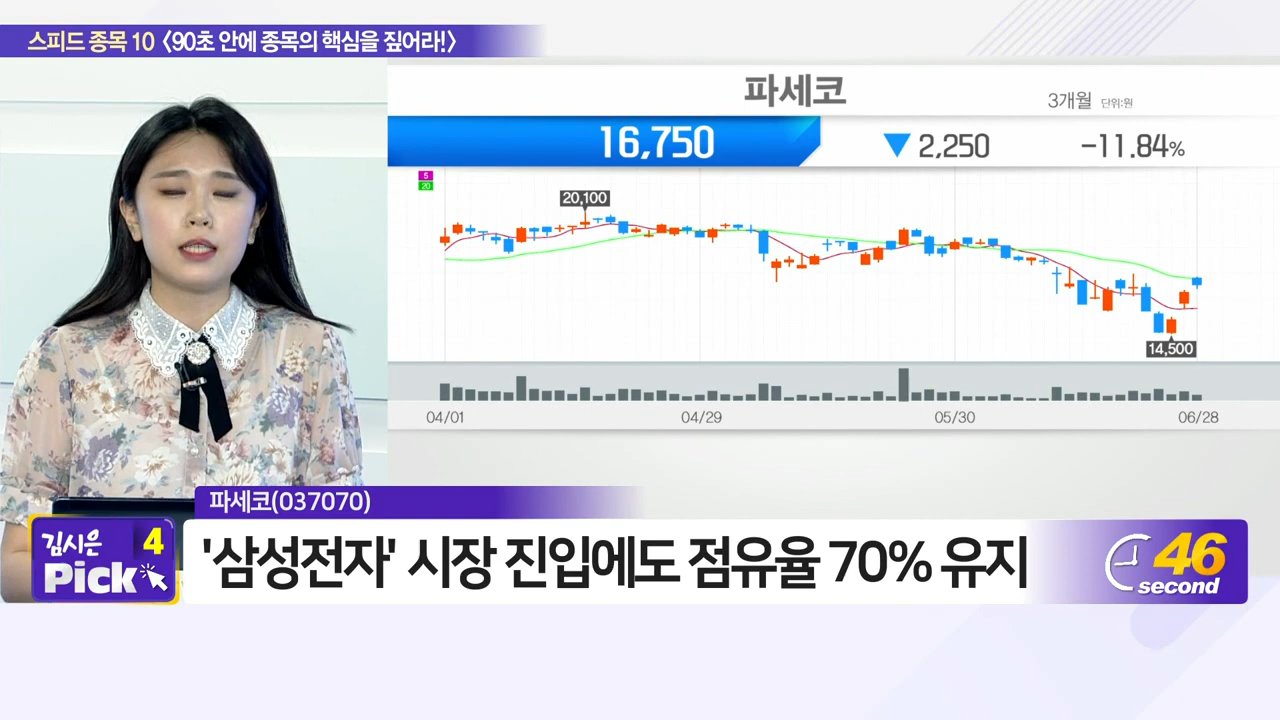 스피드 종목 10 〈90초 안에 종목의 핵심을 짚어라!〉
파세코
3개월 단위:원
16,750 ▼ 2,250 -11.84%
5
20
20,100
14,500
04/01 04/29 05/30 06/28
파세코(037070)
김시은 4
Pick
'삼성전자' 시장 진입에도 점유율 70% 유지
46
second